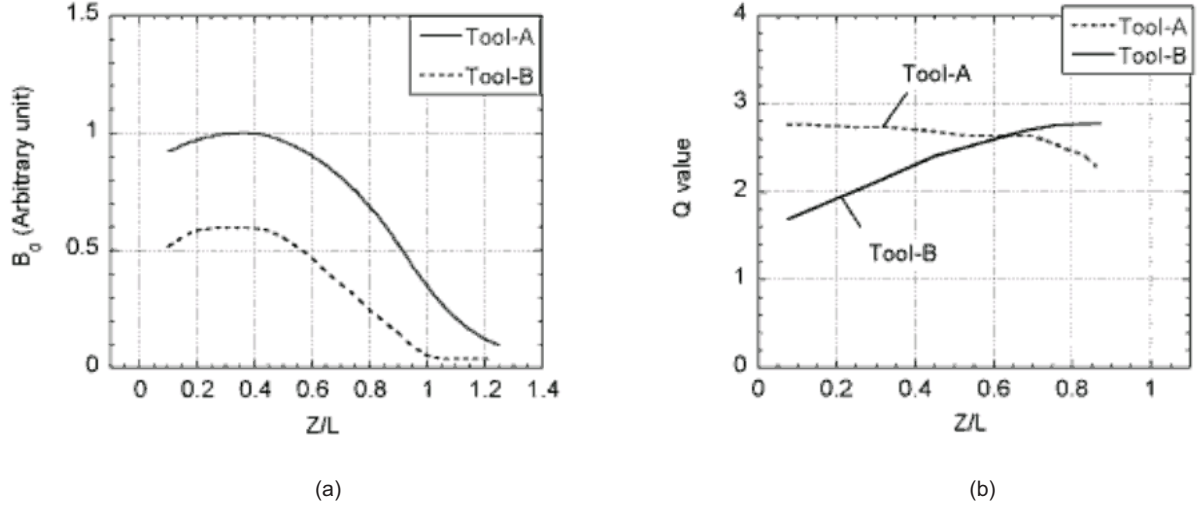 1.5
1
0.5
0
B0 (Arbitrary unit)
Tool-A
Tool-B
0 0.2 0.4 0.6 0.8 1 1.2 1.4
Z/L
(a)
4
3
2
1
0
Q value
Tool-A
Tool-B
Tool-A
Tool-B
0 0.2 0.4 0.6 0.8 1
Z/L
(b)